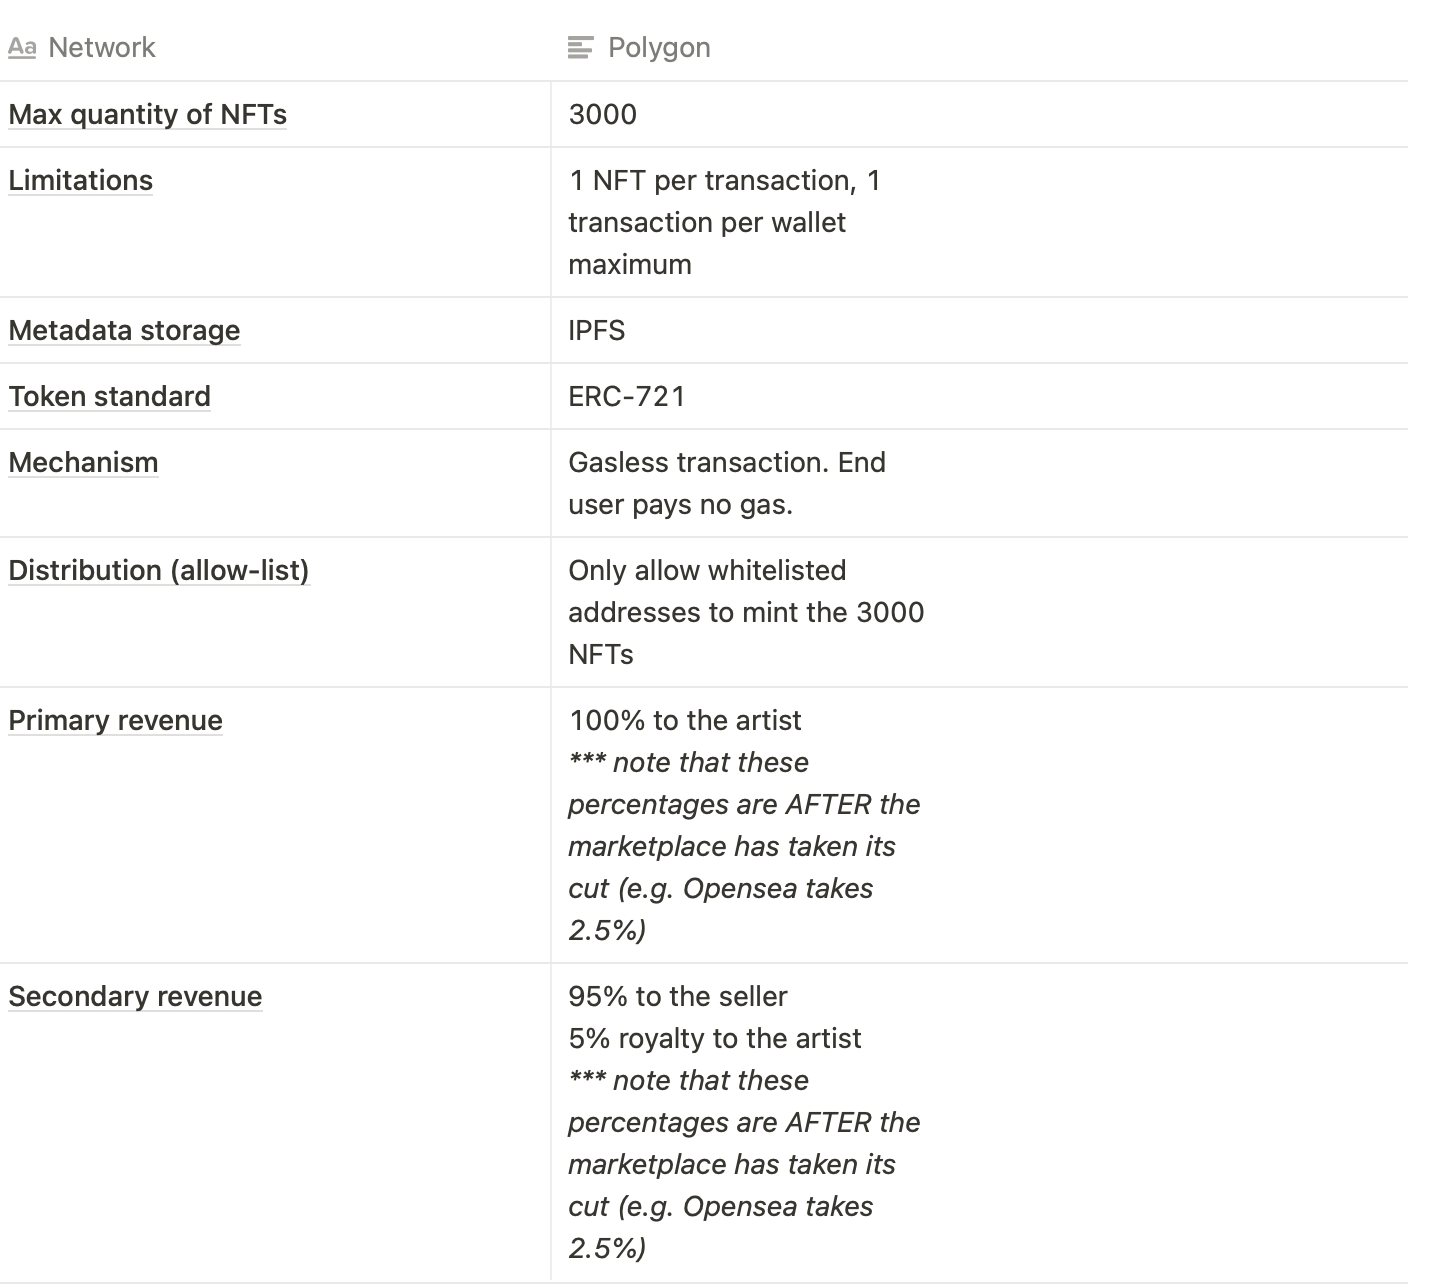 Aa Network
Polygon
Max quantity of NFTs
3000
Limitations
1 NFT per transaction, 1
transaction per wallet
maximum
Metadata storage
IPFS
Token standard
ERC-721
Mechanism
Gasless transaction. End
user pays no gas.
Distribution (allow-list)
Only allow whitelisted
addresses to mint the 3000
NFTs
Primary revenue
100% to the artist
*** note that these
percentages are AFTER the
marketplace has taken its
cut (e.g. Opensea takes
2.5%)
Secondary revenue
95% to the seller
5% royalty to the artist
*** note that these
percentages are AFTER the
marketplace has taken its
cut (e.g. Opensea takes
2.5%)